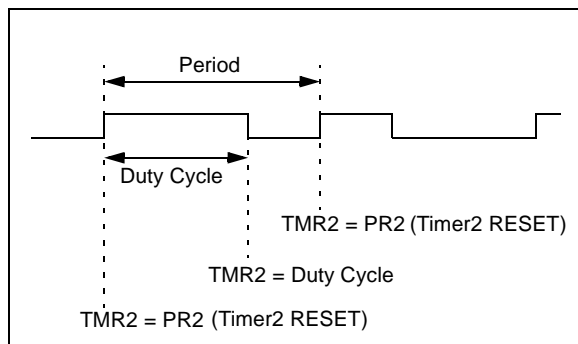 Period
Duty Cycle
TMR2 = PR2 (Timer2 RESET)
TMR2 = Duty Cycle
TMR2 = PR2 (Timer2 RESET)